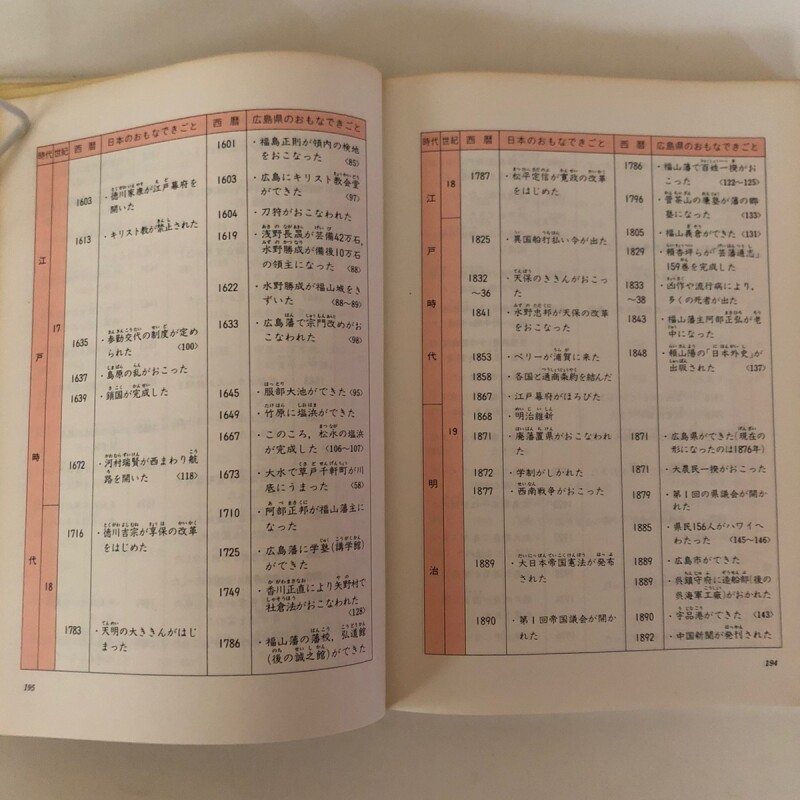 時代 世紀 西暦 日本のおもなできごと 西暦 広島県のおもなできごと
江戸時代
17
18
1603 ・徳川家康が江戸幕府を
開いた
1613 ・キリスト教が禁止された
1635 ・参勤交代の制度が定め
られた 〈100〉
1637 ・島原の乱がおこった
1639 ・鎖国が完成した
1672 ・河村瑞賢が西まわり航
路を開いた 〈118〉
1716 ・徳川吉宗が享保の改革
をはじめた
1783 ・天明の大ききんがはじ
まった
1601 ・福島正則が領内の検地
をおこなった 〈85〉
1603 ・広島にキリスト教会堂
ができた 〈97〉
1604 ・刀狩がおこなわれた
1619 ・浅野長晟が芸備42万石,
水野勝成が備後10万石
の領主になった 〈88〉
1622 ・水野勝成が福山城をき
ずいた 〈88~89〉
1633 ・広島藩で宗門改めがお
こなわれた 〈98〉
1645 ・服部大池ができた〈95〉
1649 ・竹原に塩浜ができた
1667 ・このころ,松永の塩浜
が完成した 〈106~107〉
1673 ・大水で草戸千軒町が川
底にうまった 〈58〉
1710 ・阿部正邦が福山藩主に
なった
1725 ・広島藩に学塾(講学館)
ができた
1749 ・香川正直により矢野村で
社倉法がおこなわれた
〈128〉
1786 ・福山藩の藩校,弘道館
(後の誠之館)ができた
195
時代 世紀 西暦 日本のおもなできごと 西暦 広島県のおもなできごと
江戸時代
明治
18
19
1787 ・松平定信が寛政の改革
をはじめた
1825 ・異国船打払い令が出た
1832
~36 ・天保のききんがおこっ
た
1841 ・水野忠邦が天保の改革
をおこなった
1853 ・ペリーが浦賀に来た
1858 ・各国と通商条約を結んだ
1867 ・江戸幕府がほろびた
1868 ・明治維新
1871 ・廃藩置県がおこなわれ
た
1872 ・学制がしかれた
1877 ・西南戦争がおこった
1889 ・大日本帝国憲法が発布
された
1890 ・第1回帝国議会が開か
れた
1786 ・福山藩で百姓一揆がお
こった 〈122~125〉
1796 ・菅茶山の廉塾が藩の郷
塾になった 〈133〉
1805 ・福山義倉ができた〈131〉
1829 ・頼杏坪らが「芸藩通志」
159巻を完成した
1833
~38 ・凶作や流行病により,
多くの死者が出た
1843 ・福山藩主阿部正弘が老
中になった
1848 ・頼山陽の「日本外史」が
出版された 〈137〉
1871 ・広島県ができた(現在の
形になったのは1876年)
1871 ・大農民一揆がおこった
1879 ・第1回の県議会が開か
れた
1885 ・県民156人がハワイへ
わたった 〈145~146〉
1889 ・広島市ができた
1889 ・呉鎮守府に造船部(後の
呉海軍工廠)がおかれた
1890 ・宇品港ができた 〈143〉
1892 ・中国新聞が発刊された
194